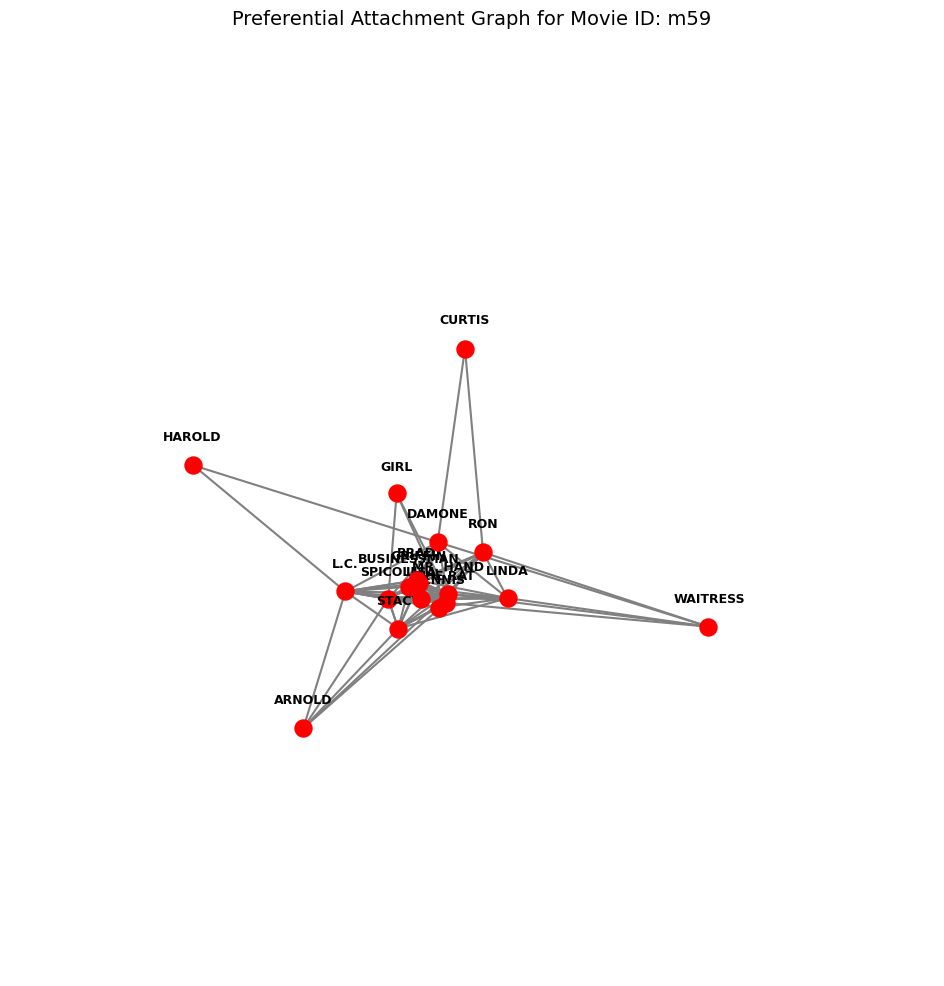 Preferential Attachment Graph for Movie ID: m59
CURTIS
HAROLD
GIRL
DAMONE
RON
BRAD
BUSINESSMAN
L.C.
MR. HAND
SPICOLI
RAT
LINDA
WAITRESS
ARNOLD